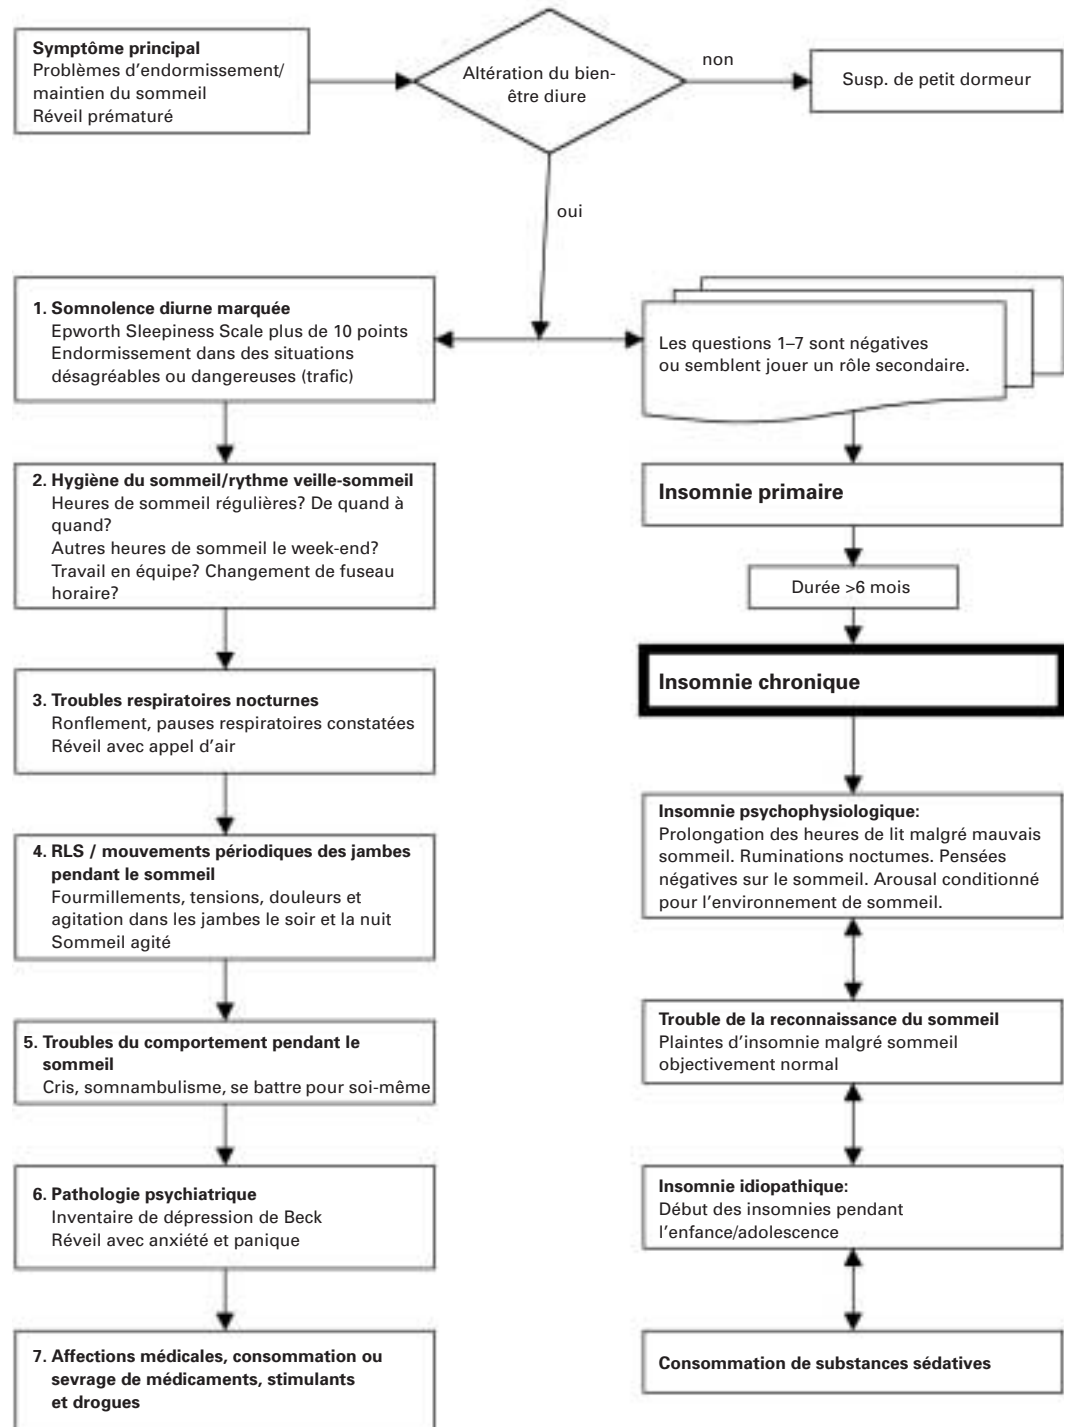 Symptôme principal
Problèmes d'endormissement/
maintien du sommeil
Réveil prématuré
Altération du bien-
être diure
non
Susp. de petit dormeur
oui
1. Somnolence diurne marquée
Epworth Sleepiness Scale plus de 10 points
Endormissement dans des situations
désagréables ou dangereuses (trafic)
Les questions 1–7 sont négatives
ou semblent jouer un rôle secondaire.
2. Hygiène du sommeil/rythme veille-sommeil
Heures de sommeil régulières? De quand à
quand?
Autres heures de sommeil le week-end?
Travail en équipe? Changement de fuseau
horaire?
Insomnie primaire
Durée >6 mois
Insomnie chronique
3. Troubles respiratoires nocturnes
Ronflement, pauses respiratoires constatées
Réveil avec appel d'air
4. RLS / mouvements périodiques des jambes
pendant le sommeil
Fourmillements, tensions, douleurs et
agitation dans les jambes le soir et la nuit
Sommeil agité
Insomnie psychophysiologique:
Prolongation des heures de lit malgré mauvais
sommeil. Ruminations noctumes. Pensées
négatives sur le sommeil. Arousal conditionné
pour l'environnement de sommeil.
5. Troubles du comportement pendant le
sommeil
Cris, somnambulisme, se battre pour soi-même
Trouble de la reconnaissance du sommeil
Plaintes d'insomnie malgré sommeil
objectivement normal
6. Pathologie psychiatrique
Inventaire de dépression de Beck
Réveil avec anxiété et panique
Insomnie idiopathique:
Début des insomnies pendant
l'enfance/adolescence
7. Affections médicales, consommation ou
sevrage de médicaments, stimulants
et drogues
Consommation de substances sédatives